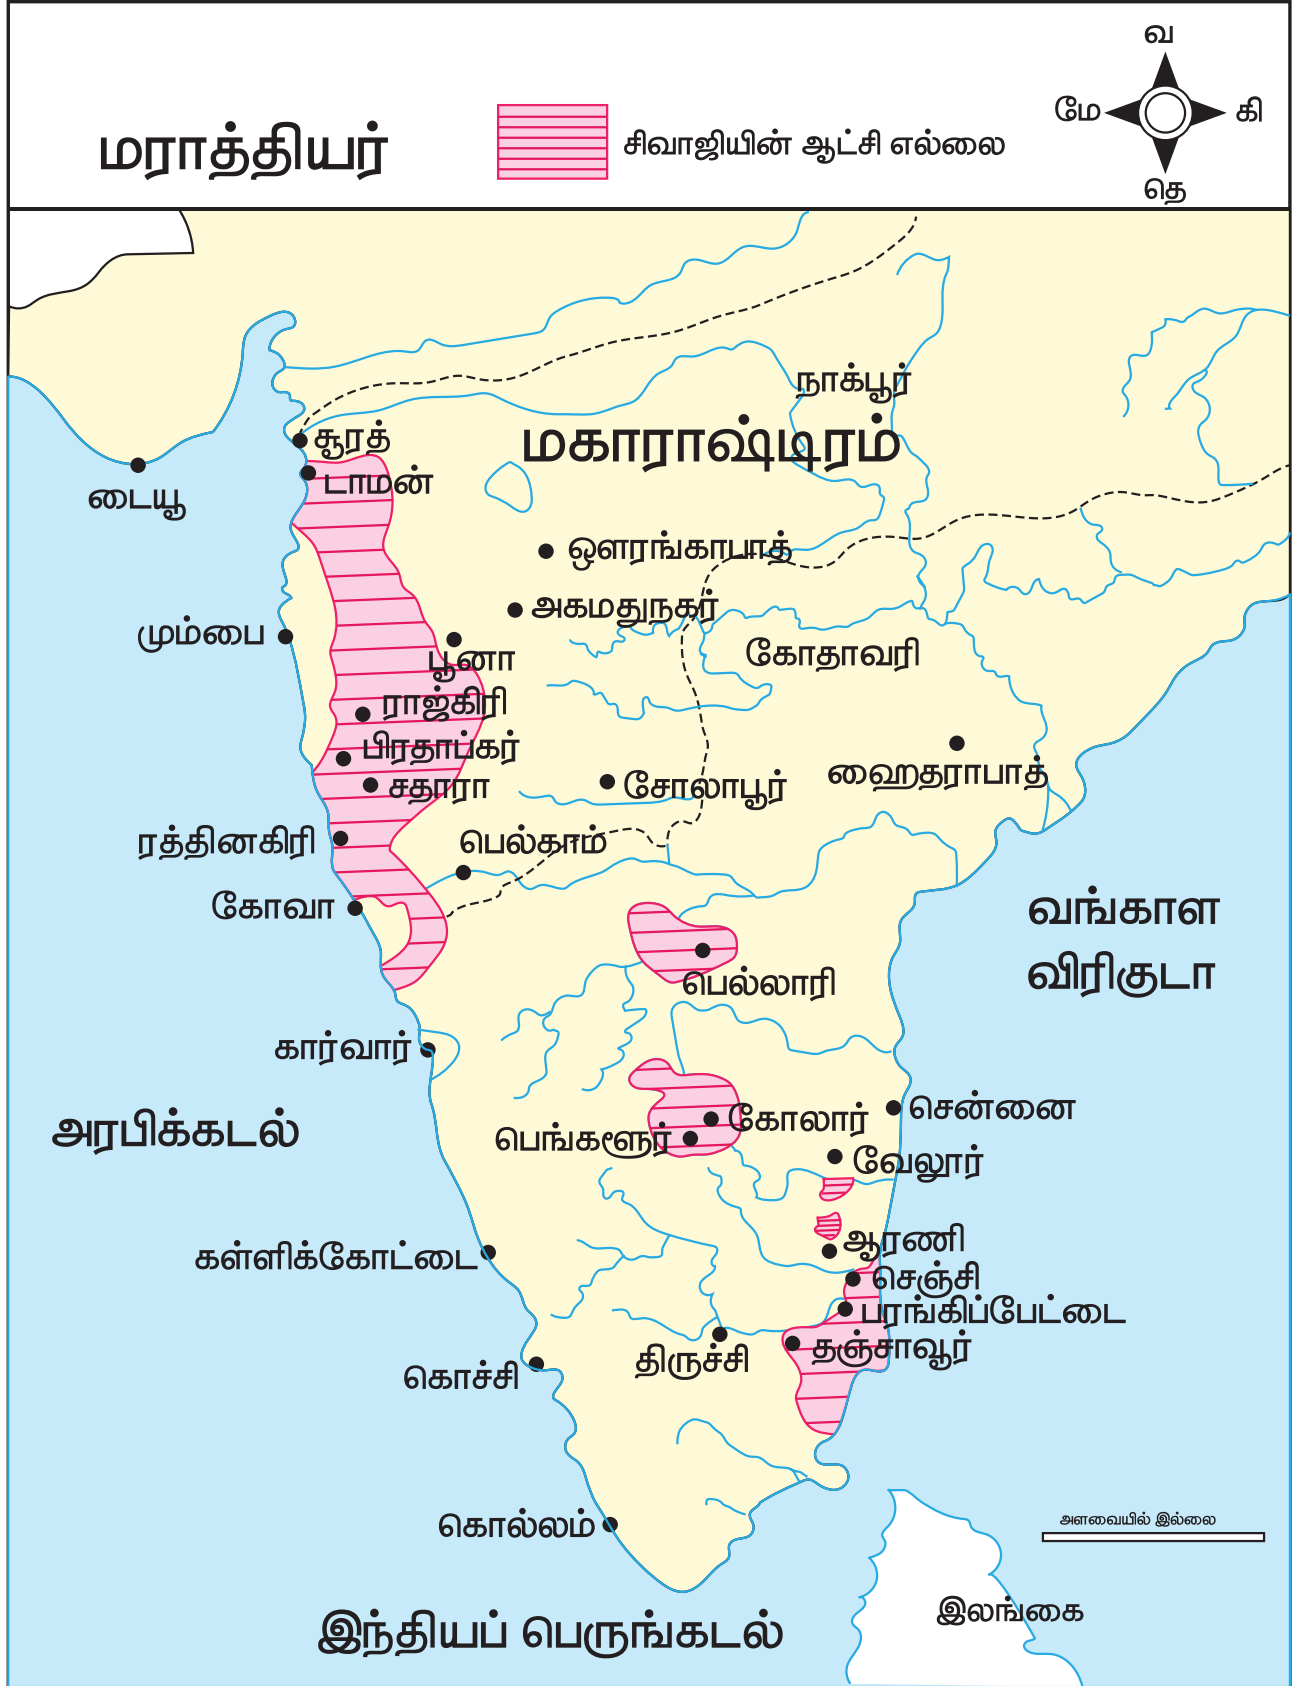 வ
மே
கி
தெ
மராத்தியர்
சிவாஜியின் ஆட்சி எல்லை
நாக்பூர்
சூரத்
மகாராஷ்டிரம்
டாமன்
டையூ
ஔரங்காபாத்
அகமதுநகர்
மும்பை
பூனா
கோதாவரி
ராஜ்கிரி
பிரதாப்கர்
ஹைதராபாத்
சதாரா
சோலாபூர்
ரத்தினகிரி
பெல்காம்
கோவா
வங்காள
விரிகுடா
பெல்லாரி
கார்வார்
சென்னை
அரபிக்கடல்
கோலார்
பெங்களூர்
வேலூர்
ஆரணி
கள்ளிக்கோட்டை
செஞ்சி
பரங்கிப்பேட்டை
தஞ்சாவூர்
திருச்சி
கொச்சி
கொல்லம்
அளவையில் இல்லை
இலங்கை
இந்தியப் பெருங்கடல்